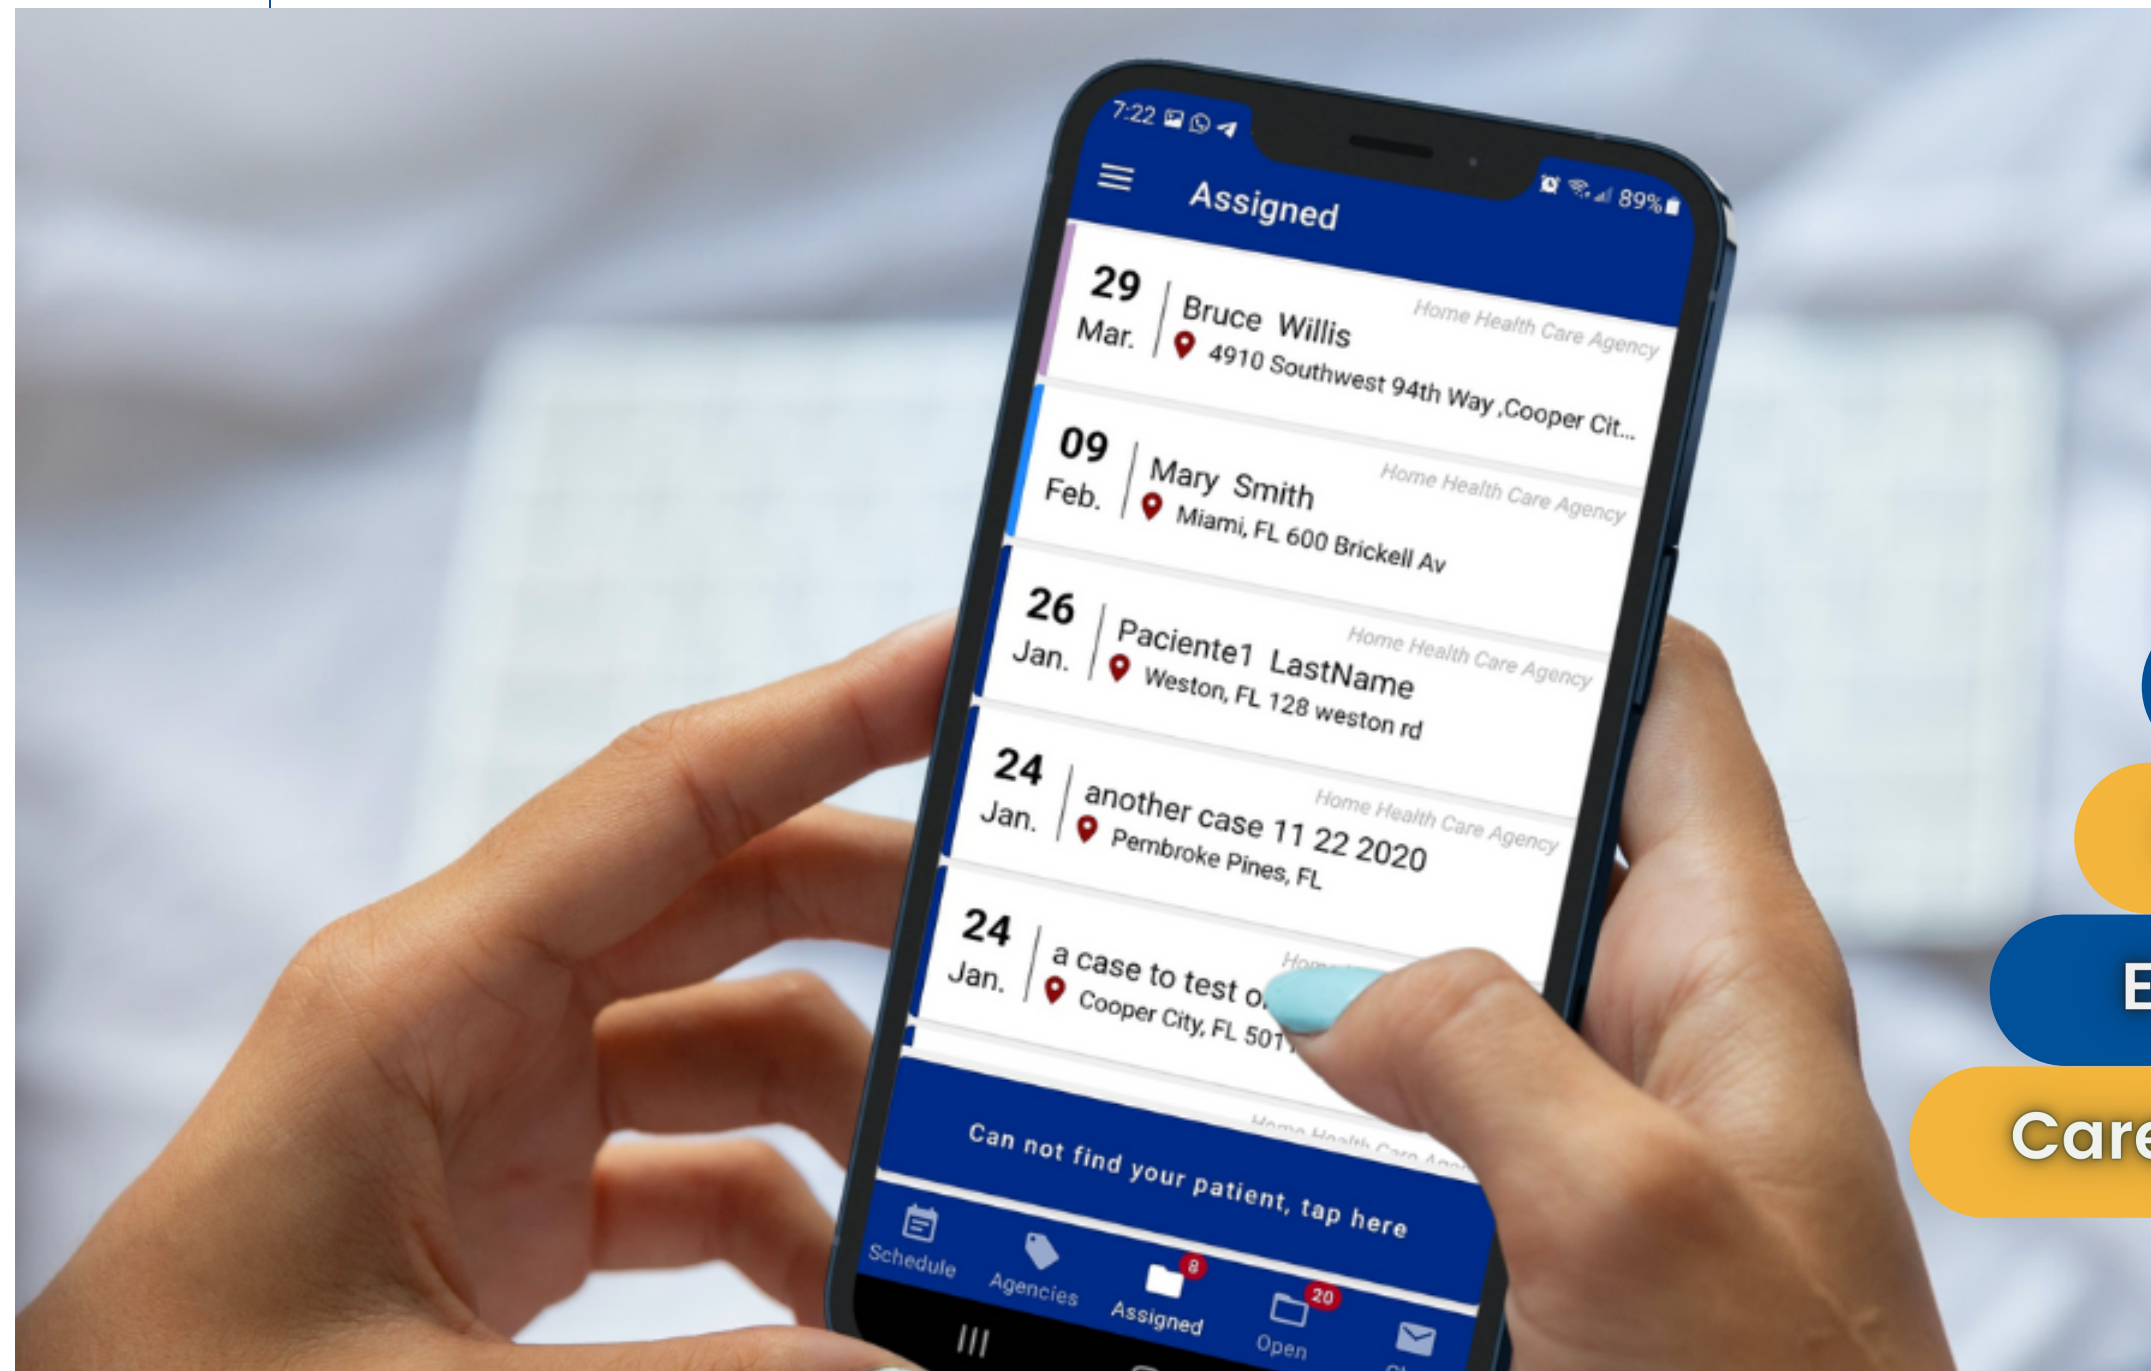 7:22
89%
Assigned
Home Health Care Agency
29 Mar.
Bruce Willis
4910 Southwest 94th Way ,Cooper Cit...
Home Health Care Agency
09 Feb.
Mary Smith
Miami, FL 600 Brickell Av
Home Health Care Agency
26 Jan.
Paciente1 LastName
Weston, FL 128 weston rd
Home Health Care Agency
24 Jan.
another case 11 22 2020
Pembroke Pines, FL
24 Jan.
a case to test
Cooper City, FL
Home Health Care
Can not find your patient, tap here
Schedule
Agencies
8
Assigned
20
Open
E
Care